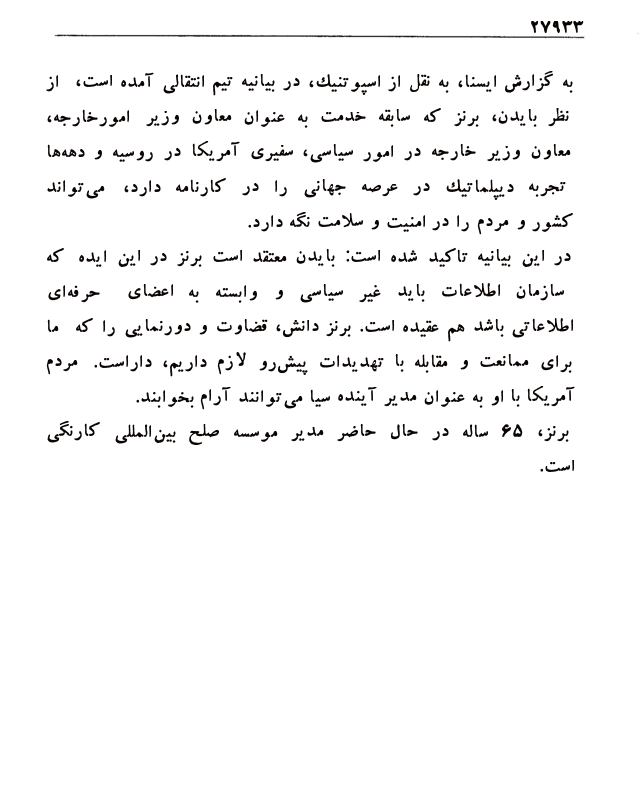 ۲۷۹۳۳
به گزارش ایسنا، به نقل از اسپوتنیك، در بیانیه تیم انتقالی آمده است، از
نظر بایدن، برنز که سابقه خدمت به عنوان معاون وزیر امورخارجه،
معاون وزیر خارجه در امور سیاسی، سفیری آمریکا در روسیه و دهه‌ها
تجربه دیپلماتیك در عرصه جهانی را در کارنامه دارد، می‌تواند
کشور و مردم را در امنیت و سلامت نگه دارد.
در این بیانیه تاکید شده است: بایدن معتقد است برنز در این ایده که
سازمان اطلاعات باید غیر سیاسی و وابسته به اعضای حرفه‌ای
اطلاعاتی باشد هم عقیده است. برنز دانش، قضاوت و دورنمایی را که ما
برای ممانعت و مقابله با تهدیدات پیش‌رو لازم داریم، داراست. مردم
آمریکا با او به عنوان مدیر آینده سیا می‌توانند آرام بخوابند.
برنز، ۶۵ ساله در حال حاضر مدیر موسسه صلح بین‌المللی کارنگی
است.